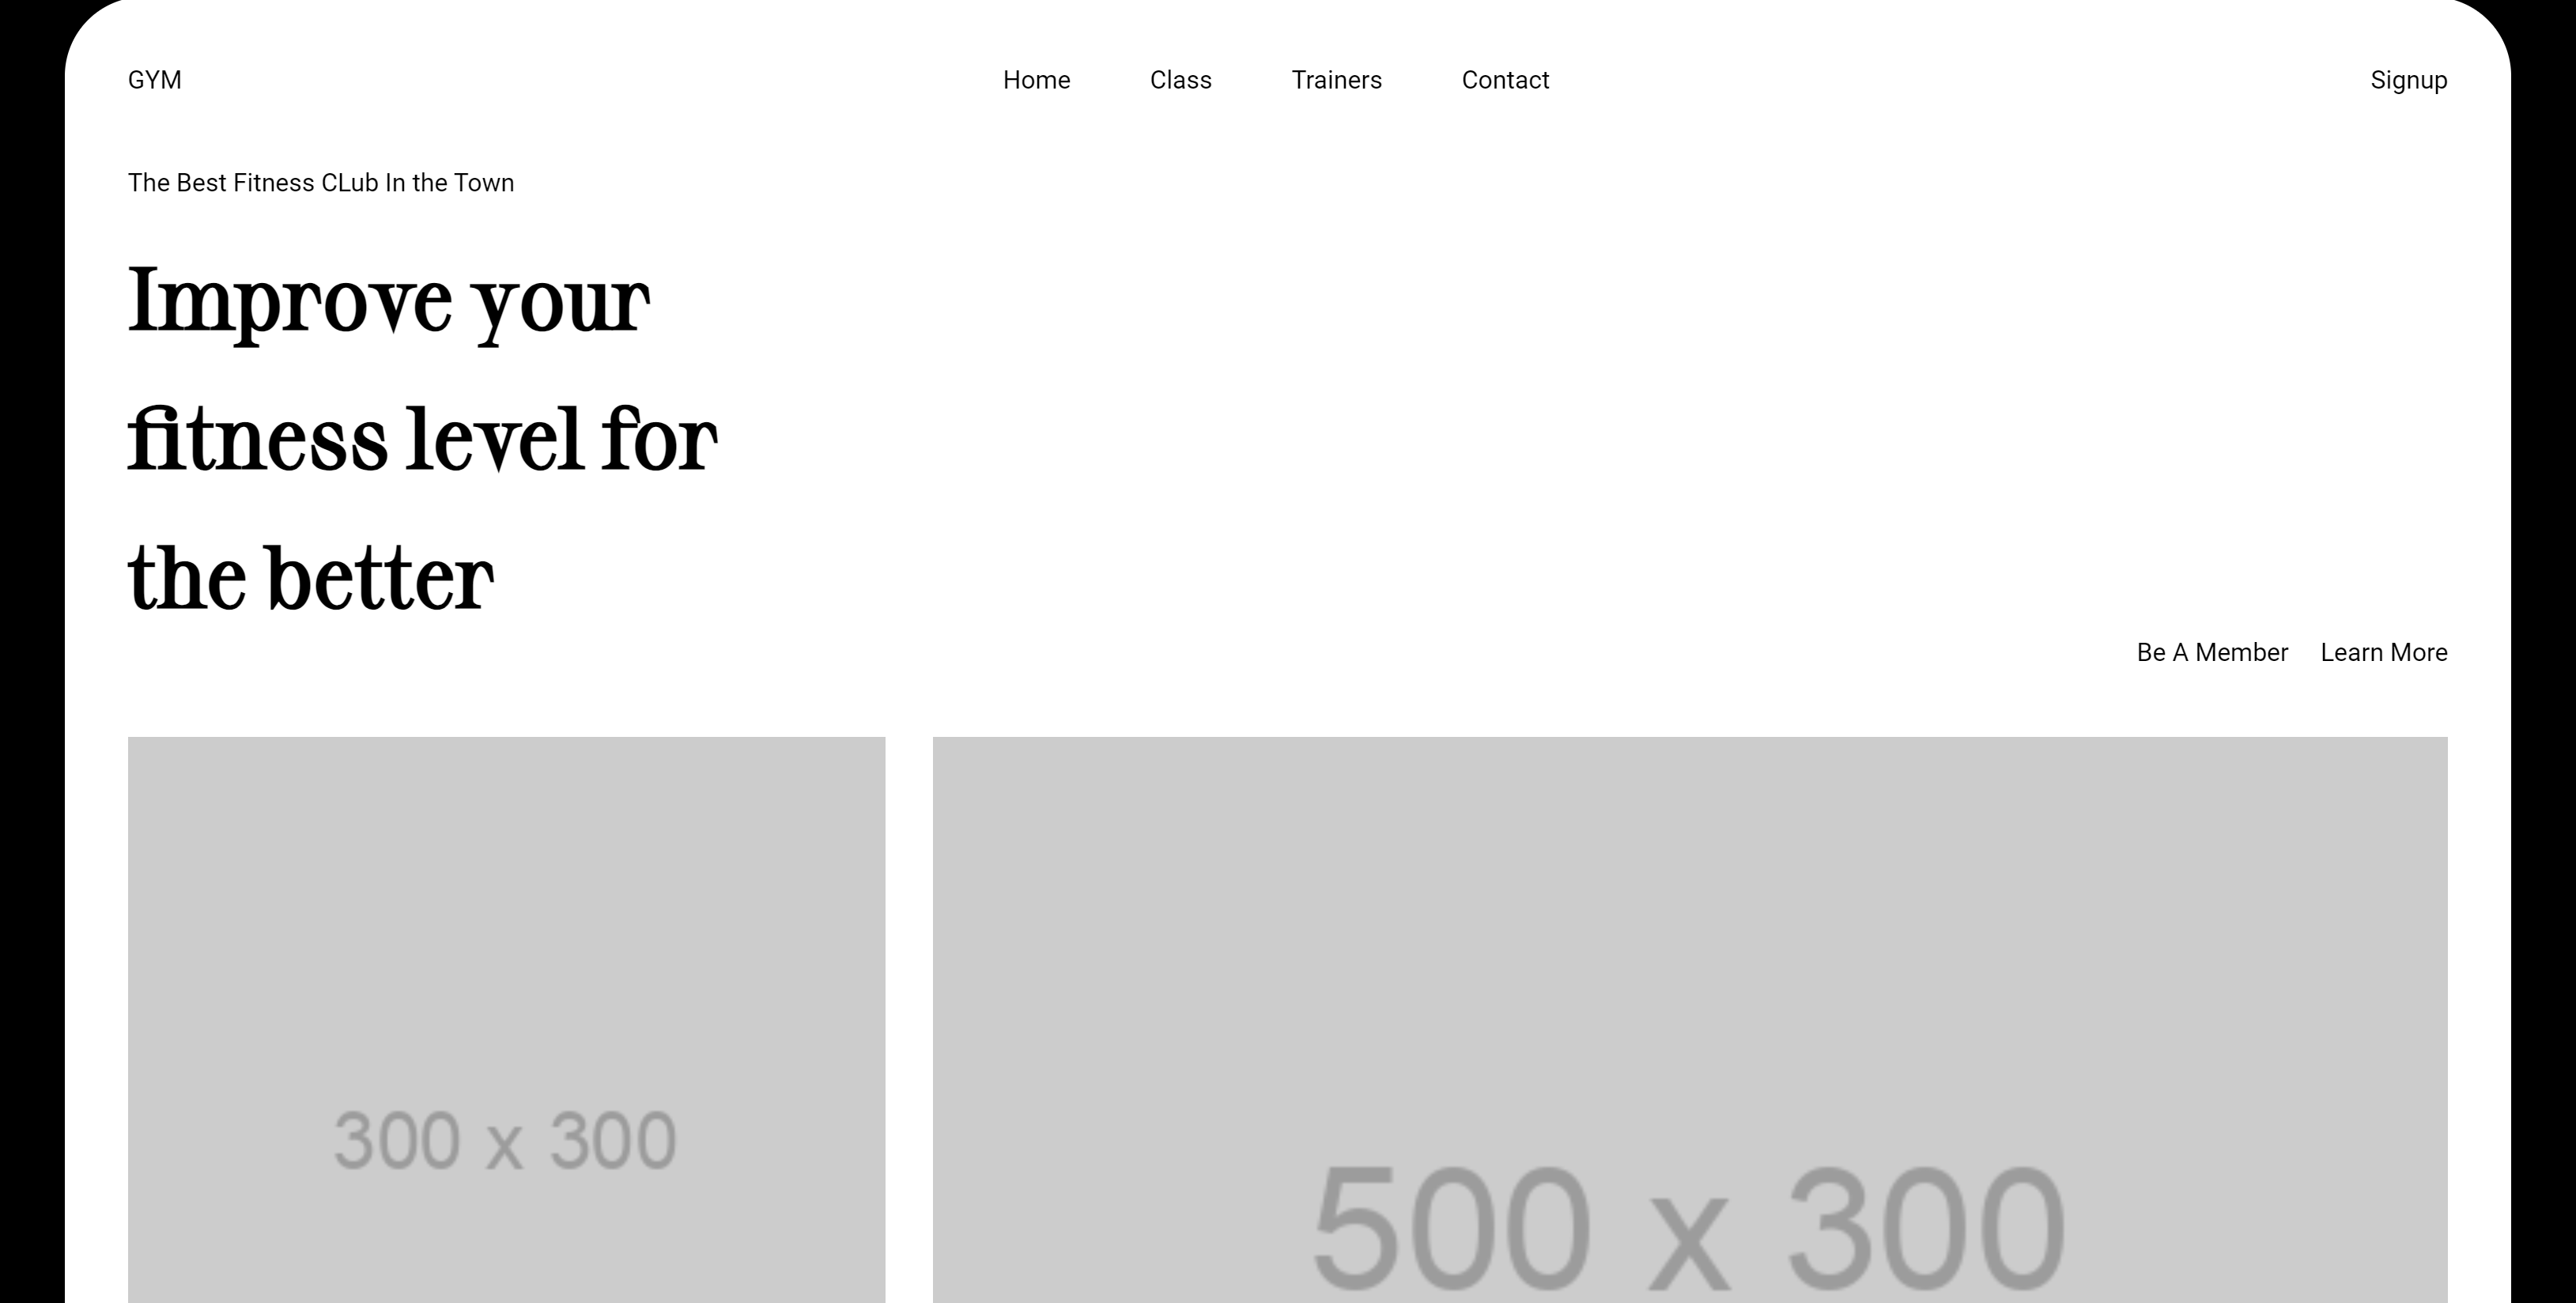 GYM Home Class Trainers Contact Signup
The Best Fitness CLub In the Town
Improve your
fitness level for
the better
Be A Member Learn More
300 x 300
500 x 300